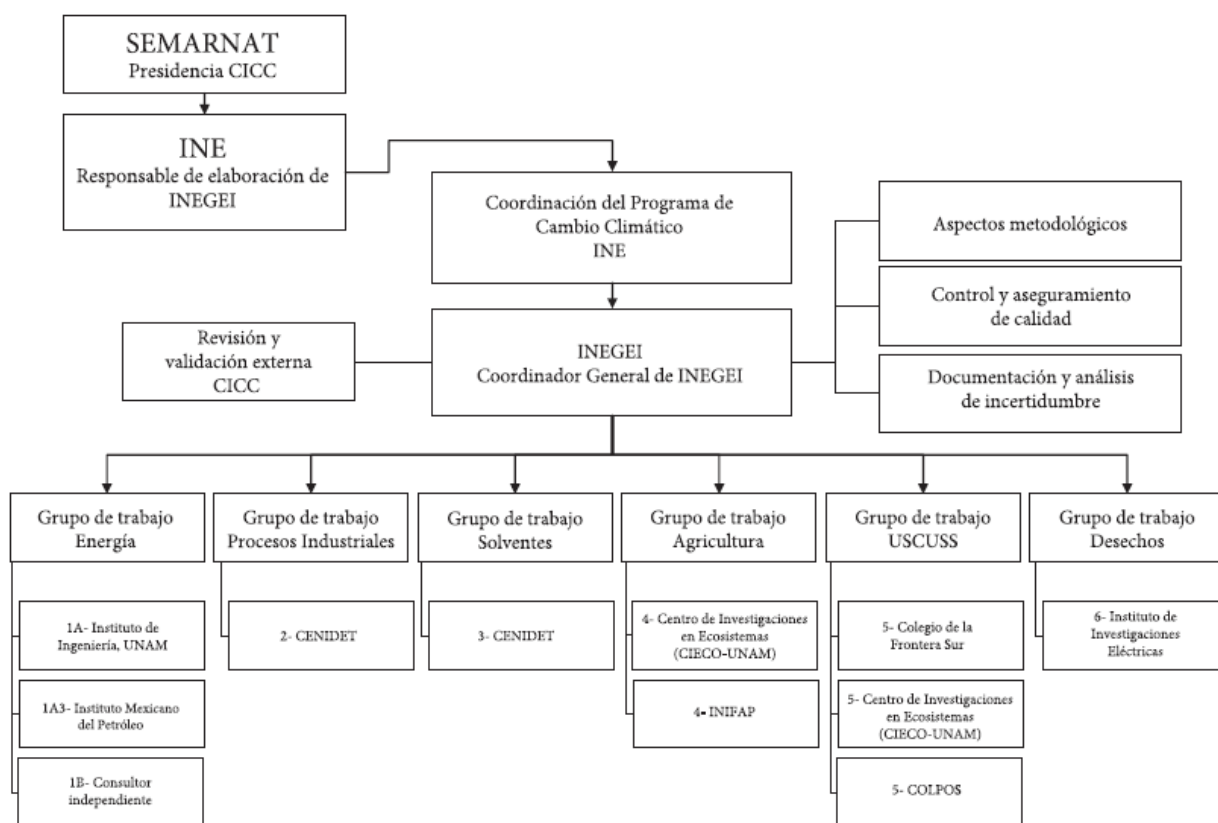 SEMARNAT
Presidencia CICC
INE
Responsable de elaboración de
INEGEI
Coordinación del Programa de
Cambio Climático
INE
Aspectos metodológicos
Control y aseguramiento
de calidad
Revisión y
validación externa
CICC
INEGEI
Coordinador General de INEGEI
Documentación y análisis
de incertidumbre
Grupo de trabajo
Energía
Grupo de trabajo
Procesos Industriales
Grupo de trabajo
Solventes
Grupo de trabajo
Agricultura
Grupo de trabajo
USCUSS
Grupo de trabajo
Desechos
1A- Instituto de
Ingeniería, UNAM
2- CENIDET
3- CENIDET
4- Centro de Investigaciones
en Ecosistemas
(CIECO-UNAM)
5- Colegio de la
Frontera Sur
6- Instituto de
Investigaciones
Eléctricas
1A3- Instituto Mexicano
del Petróleo
4- INIFAP
5- Centro de Investigaciones
en Ecosistemas
(CIECO-UNAM)
1B- Consultor
independiente
5- COLPOS